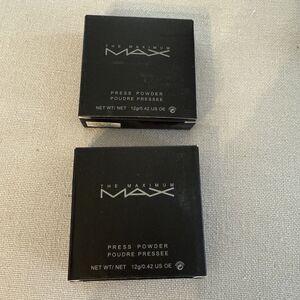 THE MAXIMUM
MAX
PRESS POWDER
POUDRE PRESSEE
NET WT/ NET 12g/0.42 US OE
THE MAXIMUM
MAX
PRESS POWDER
POUDRE PRESSEE
NET WT/ NET 12g/0.42 US OE